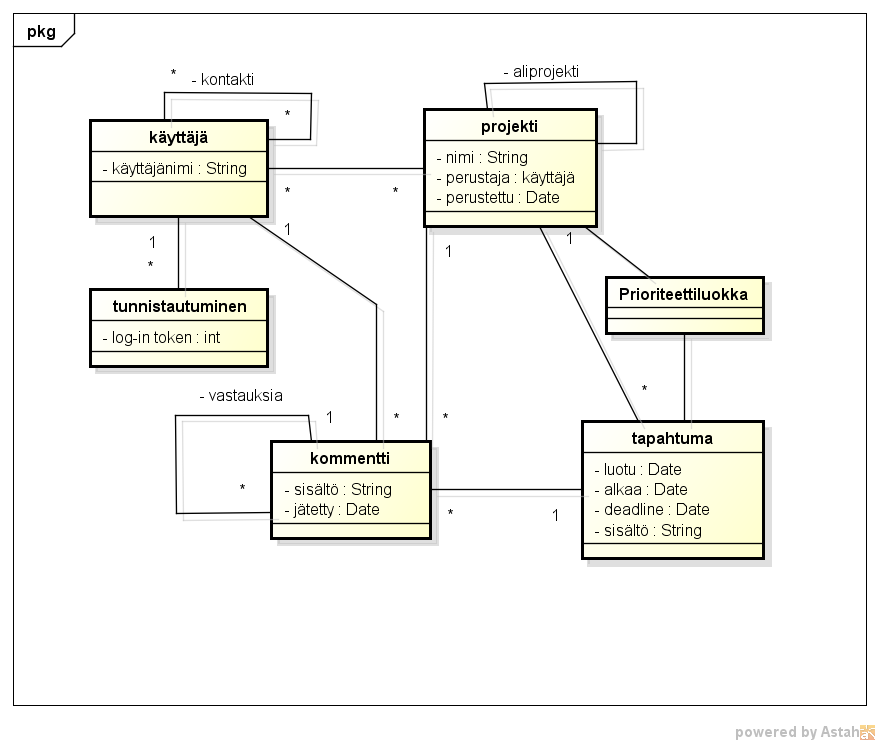 pkg
*
- kontakti
*
- aliprojekti
käyttäjä
- käyttäjänimi : String
projekti
- nimi : String
- perustaja : käyttäjä
- perustettu : Date
*
*
1
1
*
1
1
Prioriteettiluokka
tunnistautuminen
- log-in token : int
- vastauksia
1
*
*
*
*
kommentti
- sisältö : String
- jätetty : Date
*
1
tapahtuma
- luotu : Date
- alkaa : Date
- deadline : Date
- sisältö : String
powered by Astah